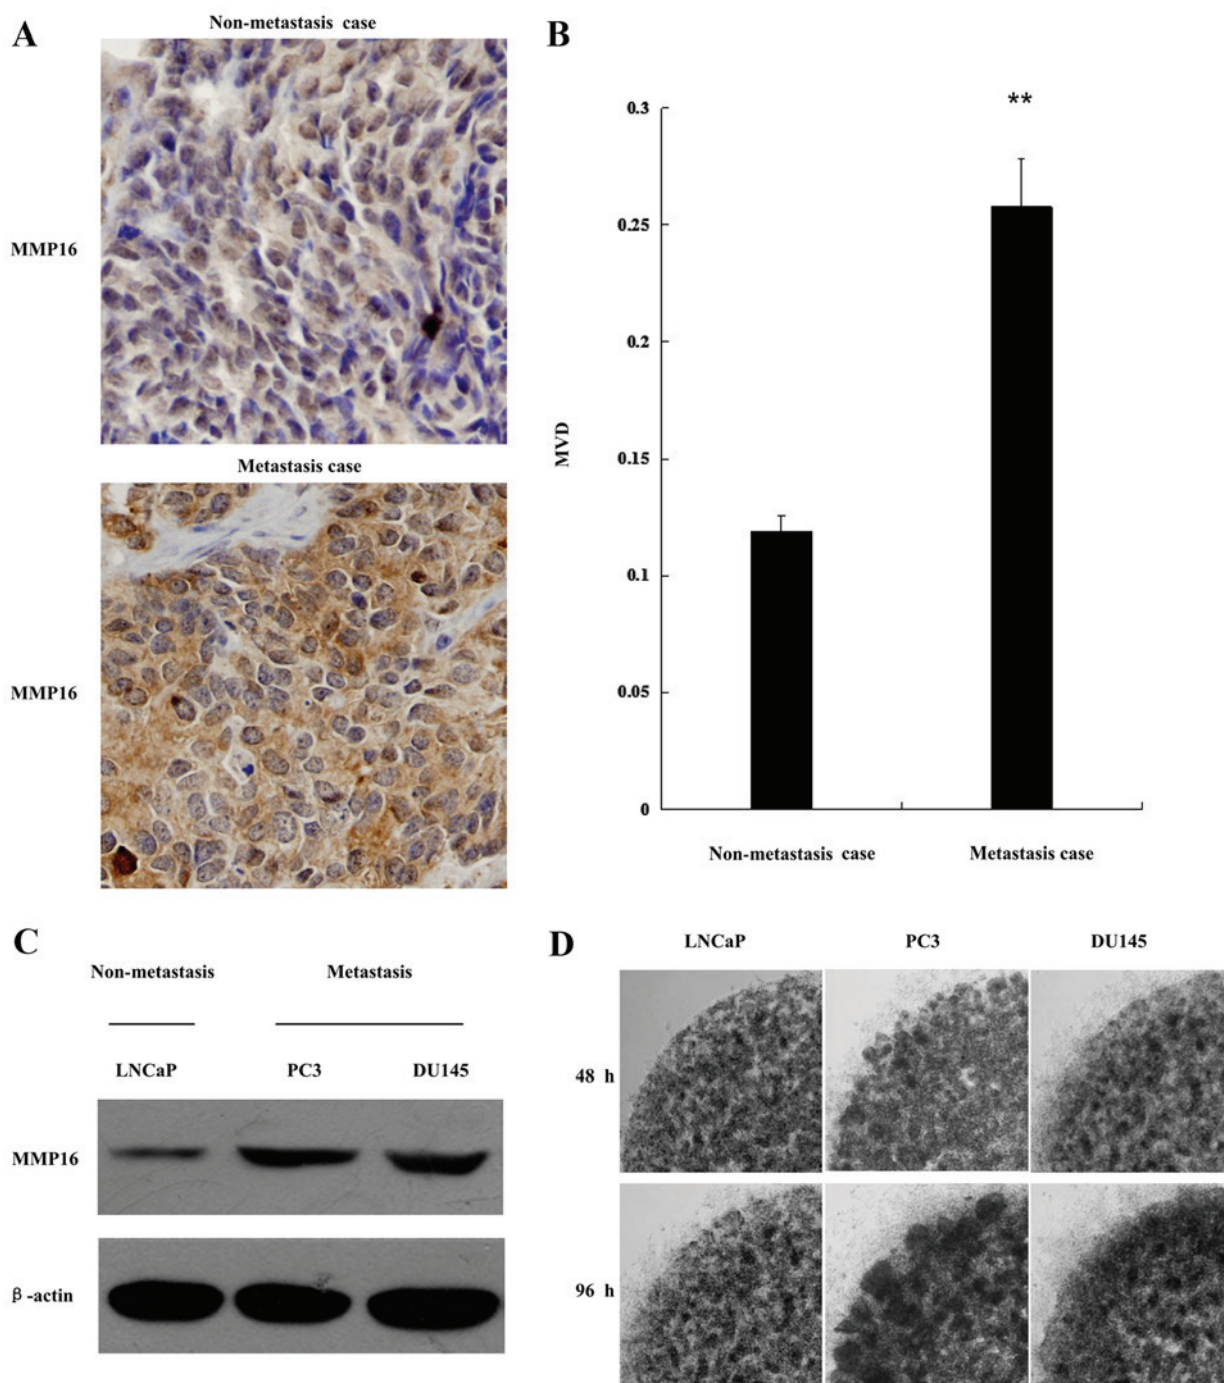 A
Non-metastasis case
MMP16
Metastasis case
MMP16
B
**
0.3
0.25
0.2
0.15
0.1
0.05
0
MVD
Non-metastasis case
Metastasis case
C
Non-metastasis
Metastasis
LNCaP
PC3
DU145
MMP16
β-actin
D
LNCaP
PC3
DU145
48 h
96 h